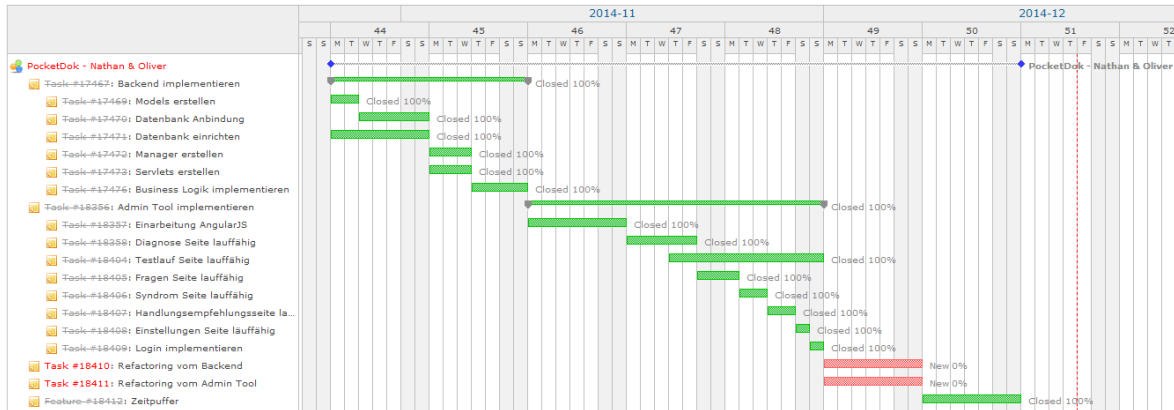 2014-11 2014-12
44 45 46 47 48 49 50 51 52
S S M T W T F S S M T W T F S S M T W T F S S M T W T F S S M T W T F S S M T W T F S S M T W T F S S M T W T F S S M T W T
PocketDok - Nathan & Oliver PocketDok - Nathan & Oliver
Task #17467: Backend implementieren Closed 100%
Task #17469: Models erstellen Closed 100%
Task #17470: Datenbank Anbindung Closed 100%
Task #17471: Datenbank einrichten Closed 100%
Task #17472: Manager erstellen Closed 100%
Task #17473: Servlets erstellen Closed 100%
Task #17476: Business Logik implementieren Closed 100%
Task #18356: Admin Tool implementieren Closed 100%
Task #18357: Einarbeitung AngularJS Closed 100%
Task #18358: Diagnose Seite lauffähig Closed 100%
Task #18404: Testlauf Seite lauffähig Closed 100%
Task #18405: Fragen Seite lauffähig Closed 100%
Task #18406: Syndrom Seite lauffähig Closed 100%
Task #18407: Handlungsempfehlungsseite la... Closed 100%
Task #18408: Einstellungen Seite läuffähig Closed 100%
Task #18409: Login implementieren Closed 100%
Task #18410: Refactoring vom Backend New 0%
Task #18411: Refactoring vom Admin Tool New 0%
Feature #18412: Zeitpuffer Closed 100%